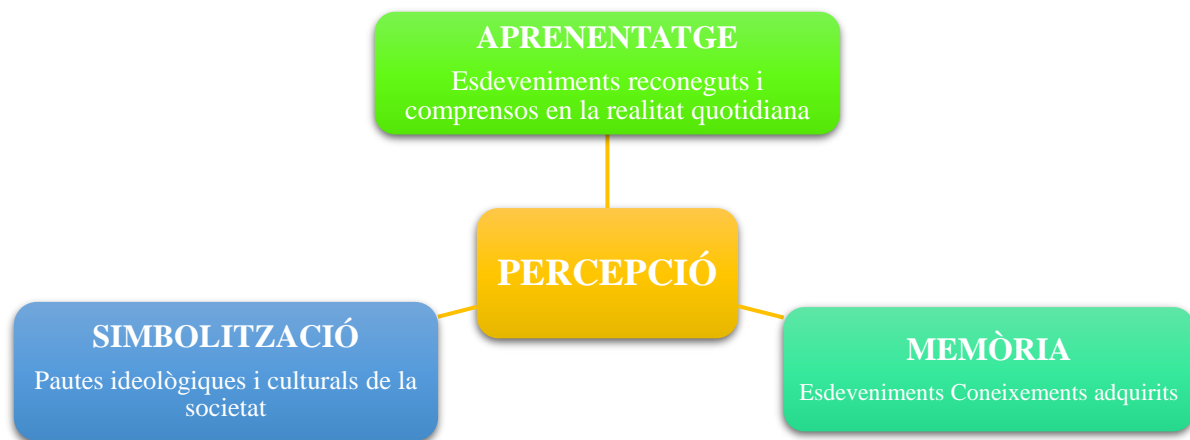 APRENENTATGE
Esdeveniments reconeguts i
comprensos en la realitat quotidiana
PERCEPCIÓ
SIMBOLITZACIÓ
Pautes ideològiques i culturals de la
societat
MEMÒRIA
Esdeveniments Coneixements adquirits